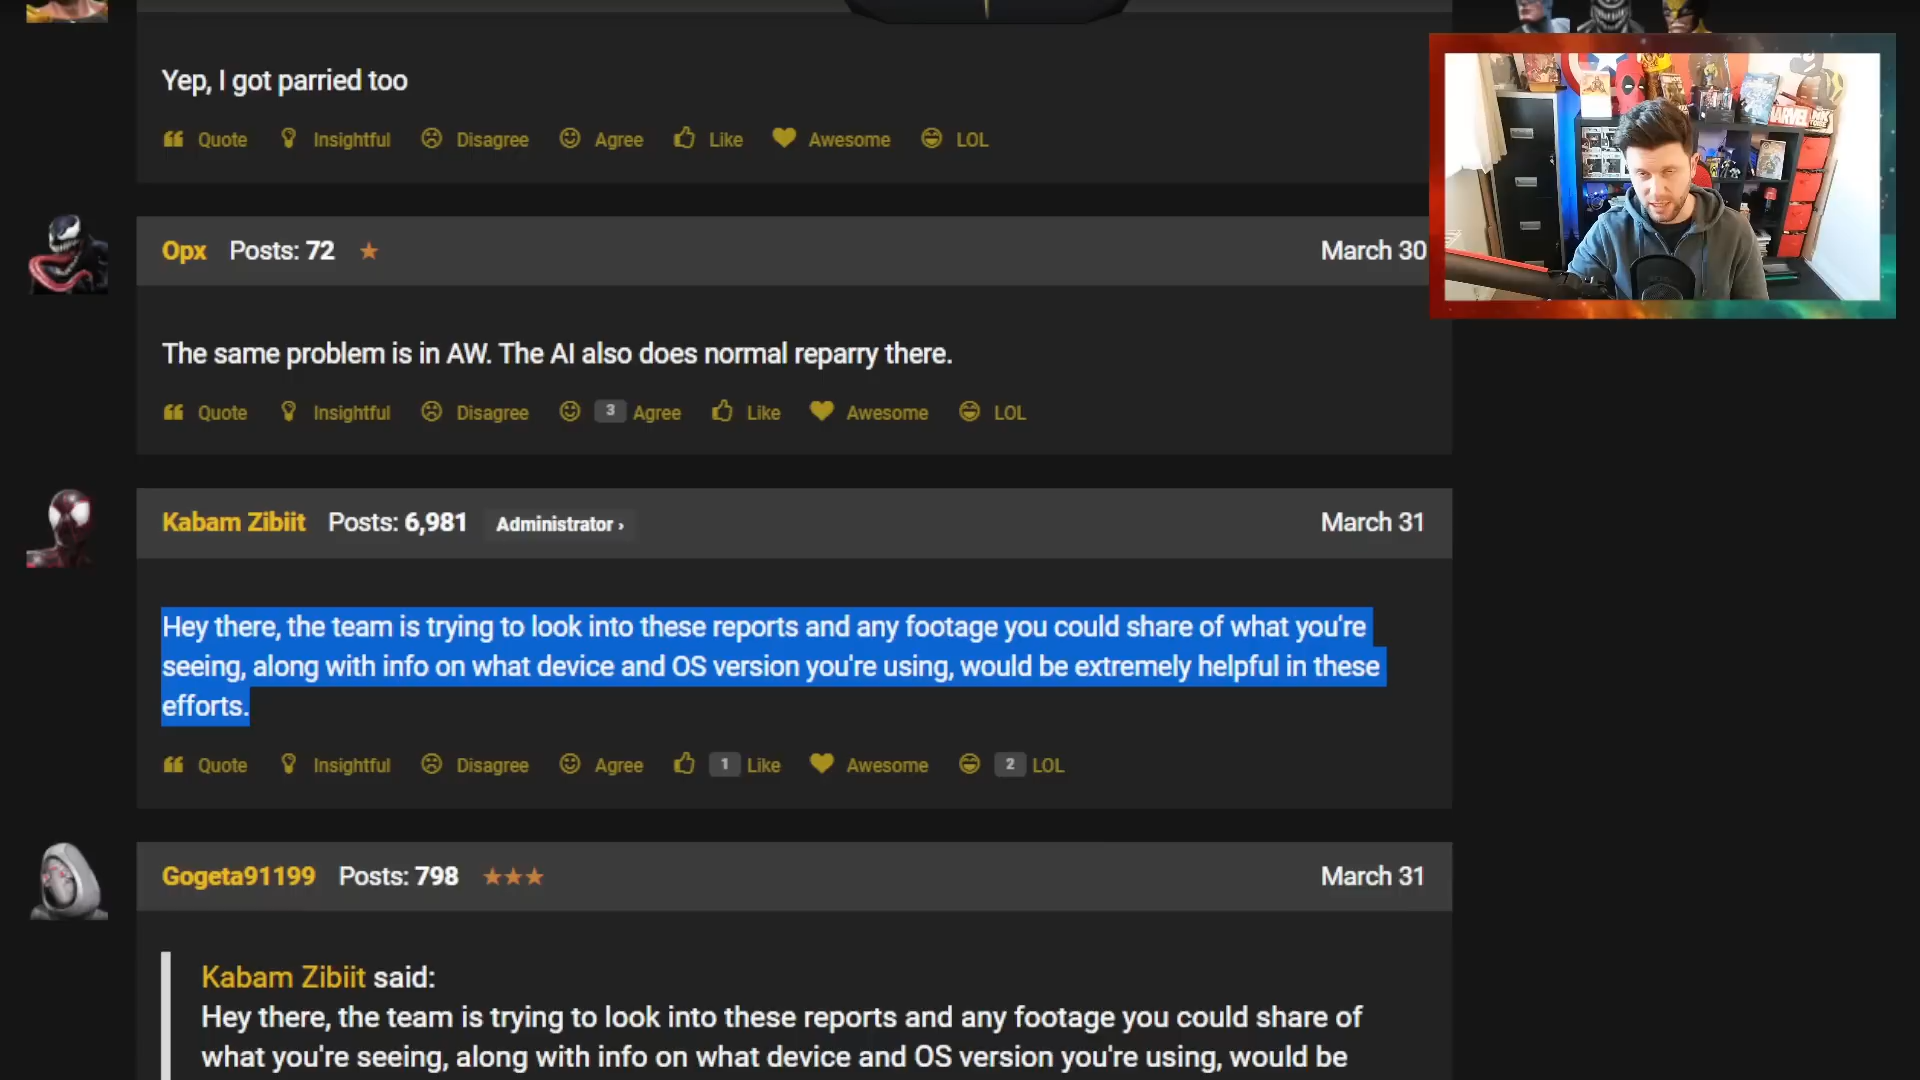 Yep, I got parried too
Quote Insightful Disagree Agree Like Awesome LOL
Opx Posts: 72 March 30
The same problem is in AW. The AI also does normal reparry there.
Quote Insightful Disagree 3 Agree Like Awesome LOL
Kabam Zibiit Posts: 6,981 Administrator › March 31
Hey there, the team is trying to look into these reports and any footage you could share of what you're
seeing, along with info on what device and OS version you're using, would be extremely helpful in these
efforts.
Quote Insightful Disagree Agree 1 Like Awesome 2 LOL
Gogeta91199 Posts: 798 March 31
Kabam Zibiit said:
Hey there, the team is trying to look into these reports and any footage you could share of
what you're seeing, along with info on what device and OS version you're using, would be
MARVEL